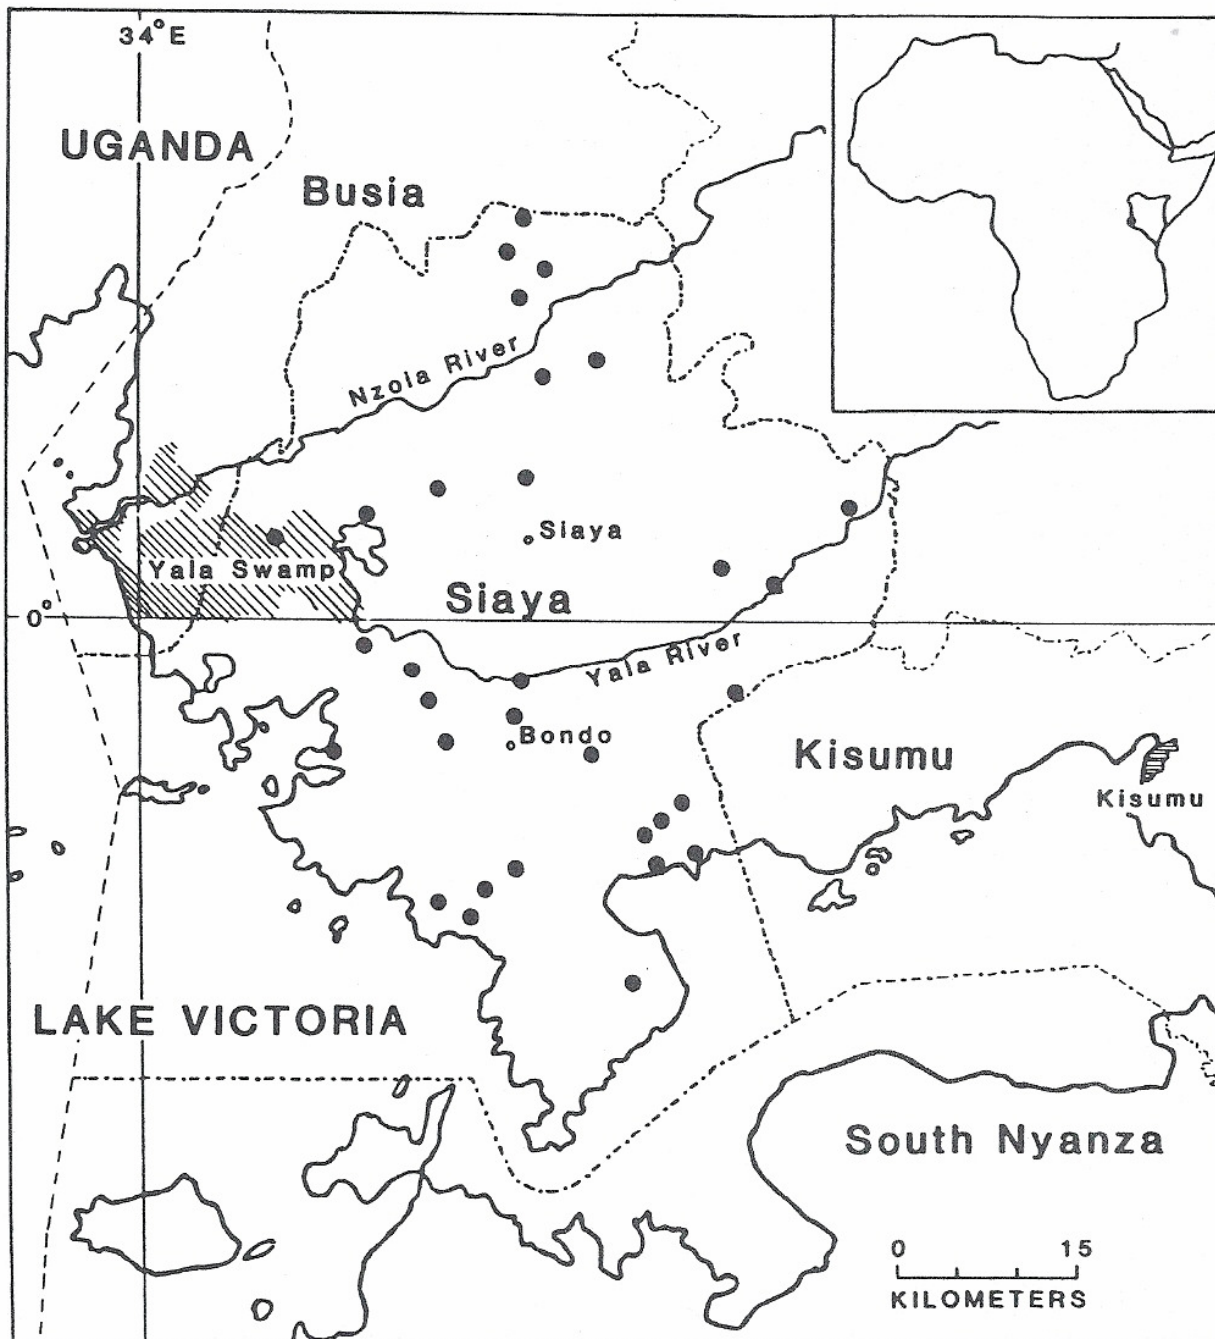 34°E
UGANDA
Busia
Nzoia River
Siaya
Yala Swamp
Siaya
0°
Yala River
Bondo
Kisumu
Kisumu
LAKE VICTORIA
South Nyanza
0 15
KILOMETERS